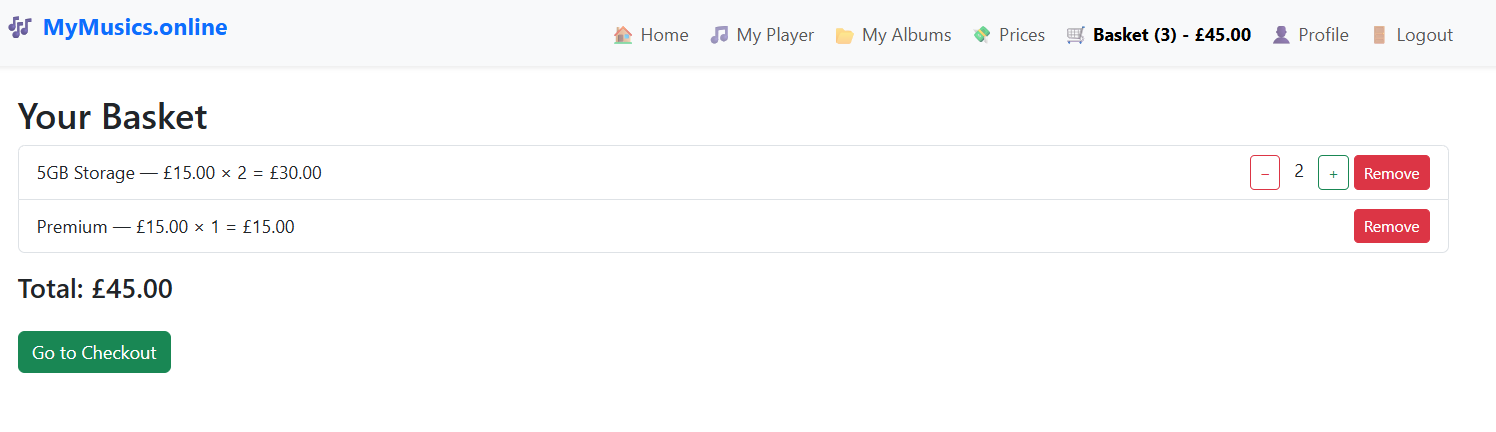 MyMusics.online
Home My Player My Albums Prices Basket (3) - £45.00 Profile Logout
Your Basket
5GB Storage — £15.00 × 2 = £30.00 − 2 + Remove
Premium — £15.00 × 1 = £15.00 Remove
Total: £45.00
Go to Checkout